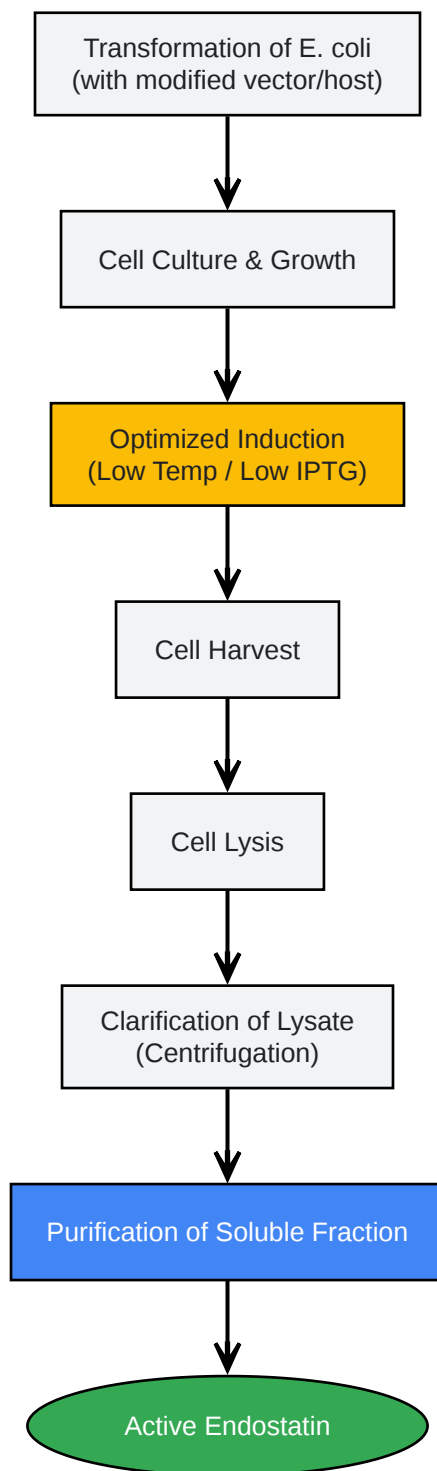 Transformation of E. coli
(with modified vector/host)
Cell Culture & Growth
Optimized Induction
(Low Temp / Low IPTG)
Cell Harvest
Cell Lysis
Clarification of Lysate
(Centrifugation)
Purification of Soluble Fraction
Active Endostatin